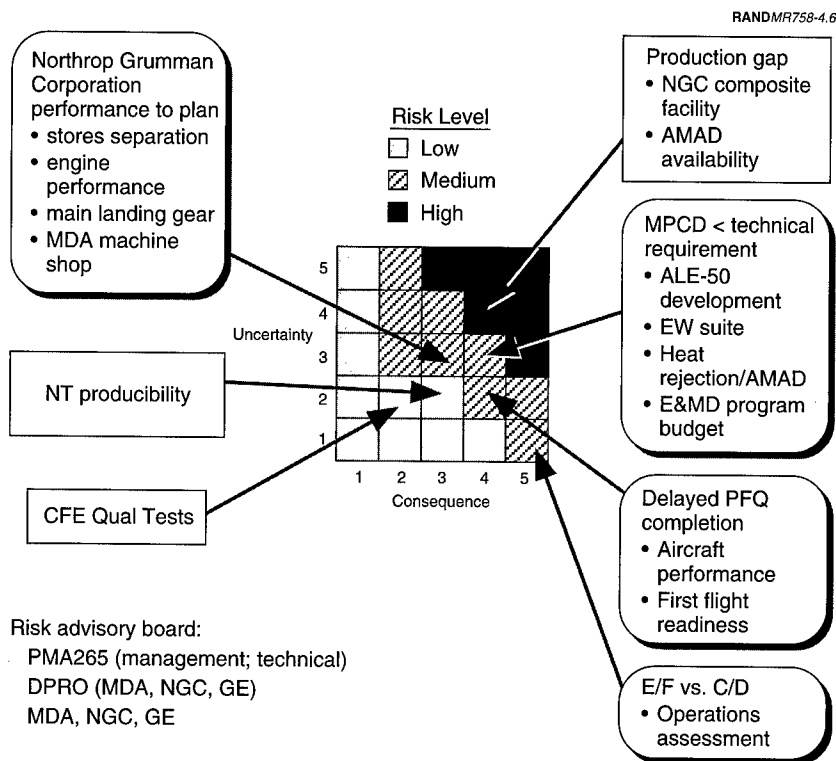 RANDMR758-4.6
Northrop Grumman
Corporation
performance to plan
• stores separation
• engine
performance
• main landing gear
• MDA machine
shop
NT producibility
CFE Qual Tests
Risk Level
Low
Medium
High
Uncertainty
5
4
3
2
1
1 2 3 4 5
Consequence
Production gap
• NGC composite
facility
• AMAD
availability
MPCD < technical
requirement
• ALE-50
development
• EW suite
• Heat
rejection/AMAD
• E&MD program
budget
Delayed PFQ
completion
• Aircraft
performance
• First flight
readiness
E/F vs. C/D
• Operations
assessment
Risk advisory board:
PMA265 (management; technical)
DPRO (MDA, NGC, GE)
MDA, NGC, GE